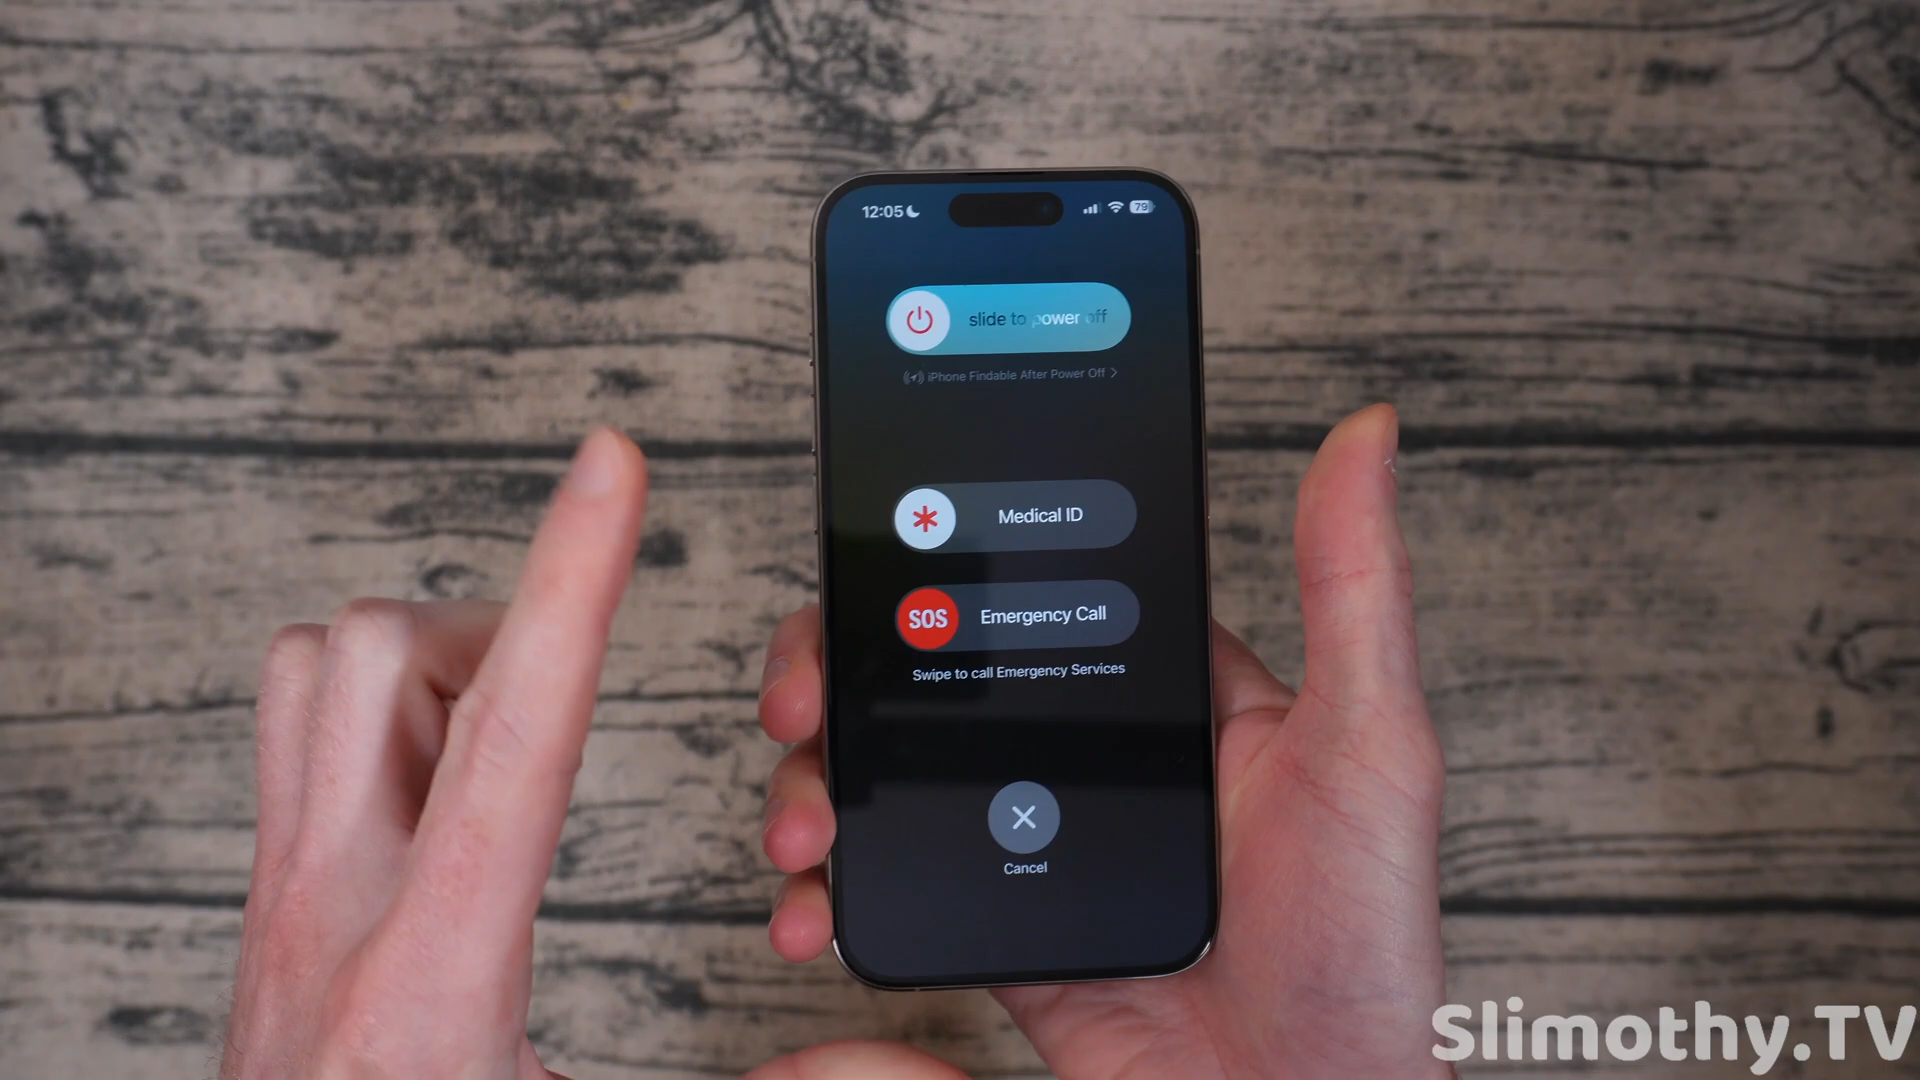 12:05
79
slide to power off
iPhone Findable After Power Off
Medical ID
SOS
Emergency Call
Swipe to call Emergency Services
Cancel
Slimothy.TV